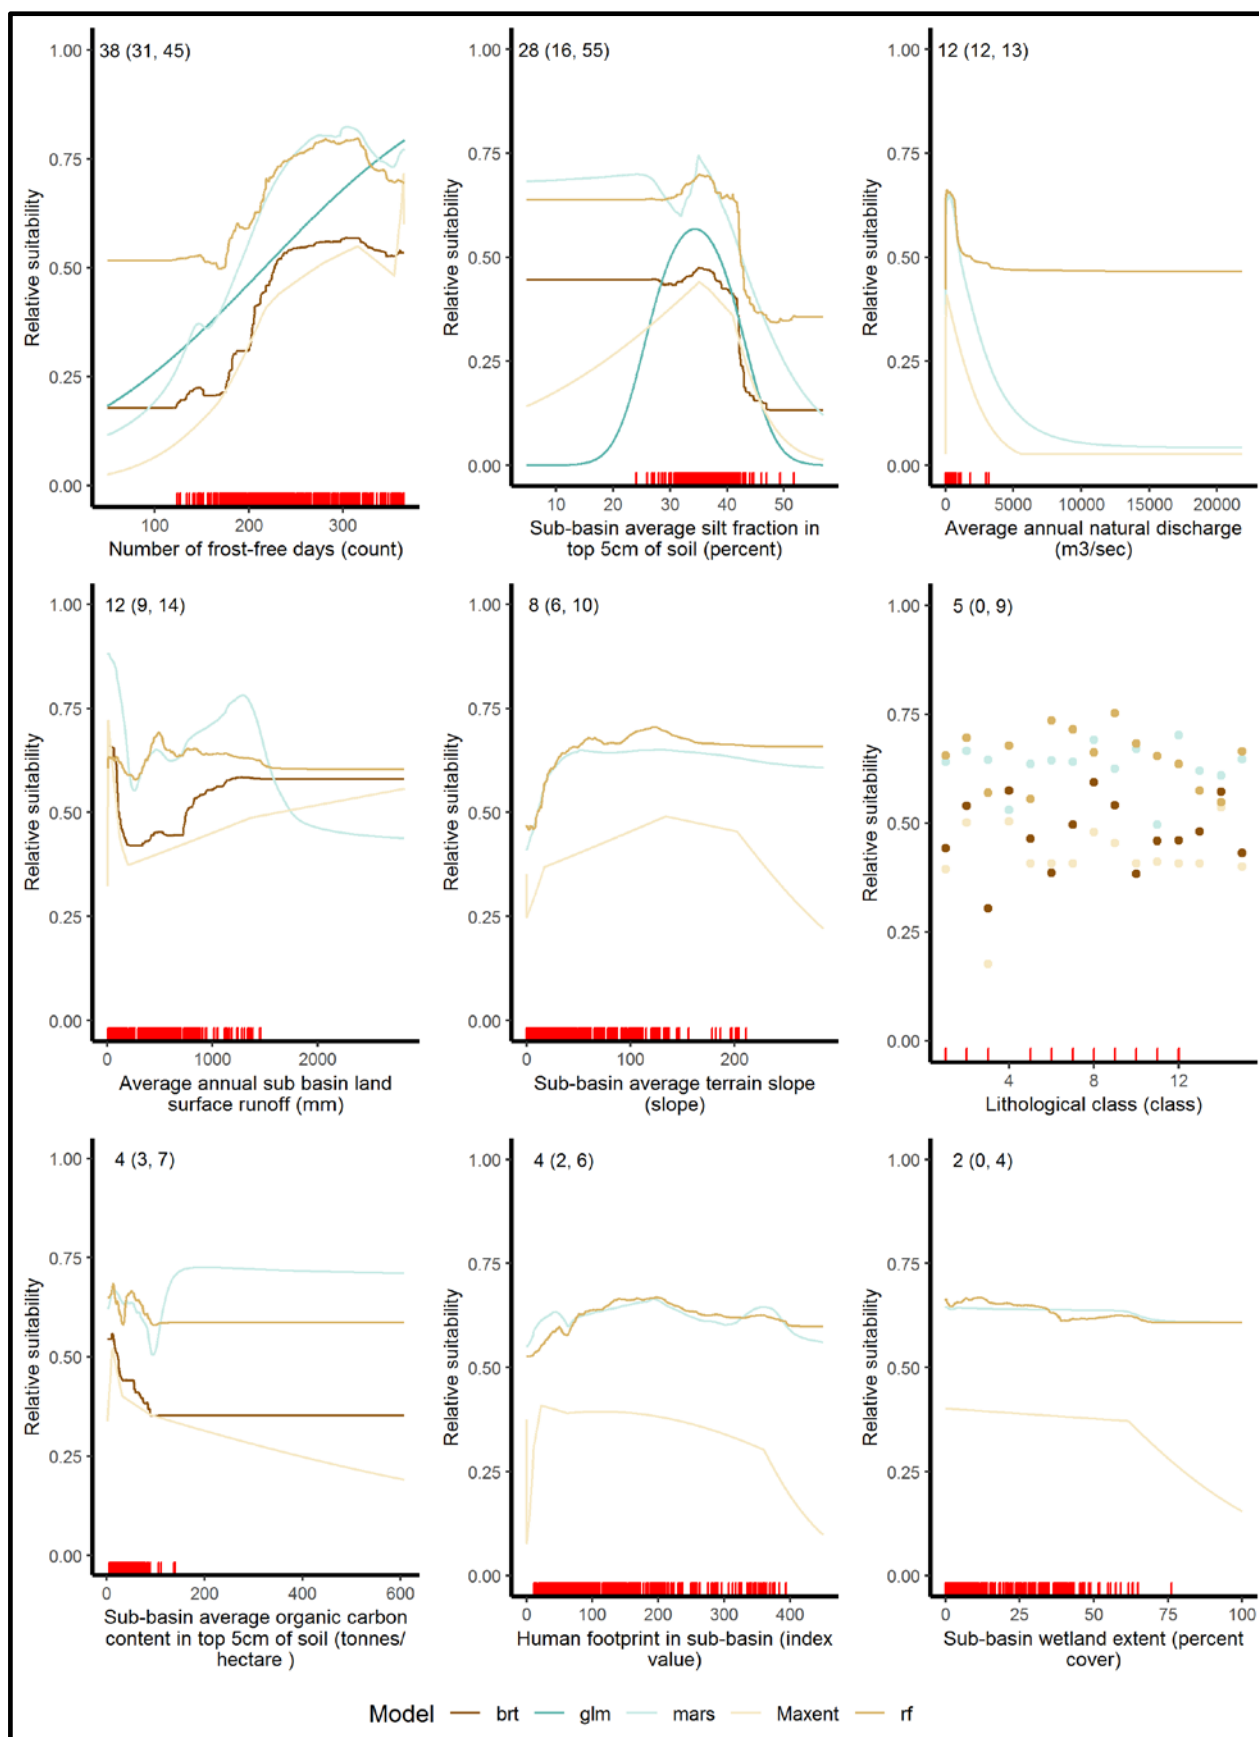 38 (31, 45)
1.00
0.75
0.50
0.25
0.00
Relative suitability
100
200
300
Number of frost-free days (count)
28 (16, 55)
1.00
0.75
0.50
0.25
0.00
Relative suitability
10
20
30
40
50
Sub-basin average silt fraction in
top 5cm of soil (percent)
12 (12, 13)
1.00
0.75
0.50
0.25
0.00
Relative suitability
0
5000
10000
15000
20000
Average annual natural discharge
(m3/sec)
12 (9, 14)
1.00
0.75
0.50
0.25
0.00
Relative suitability
0
1000
2000
Average annual sub basin land
surface runoff (mm)
8 (6, 10)
1.00
0.75
0.50
0.25
0.00
Relative suitability
0
100
200
Sub-basin average terrain slope
(slope)
5 (0, 9)
1.00
0.75
0.50
0.25
0.00
Relative suitability
4
8
12
Lithological class (class)
4 (3, 7)
1.00
0.75
0.50
0.25
0.00
Relative suitability
0
200
400
600
Sub-basin average organic carbon
content in top 5cm of soil (tonnes/
hectare )
4 (2, 6)
1.00
0.75
0.50
0.25
0.00
Relative suitability
0
100
200
300
400
Human footprint in sub-basin (index
value)
2 (0, 4)
1.00
0.75
0.50
0.25
0.00
Relative suitability
0
25
50
75
100
Sub-basin wetland extent (percent
cover)
Model brt glm mars Maxent rf